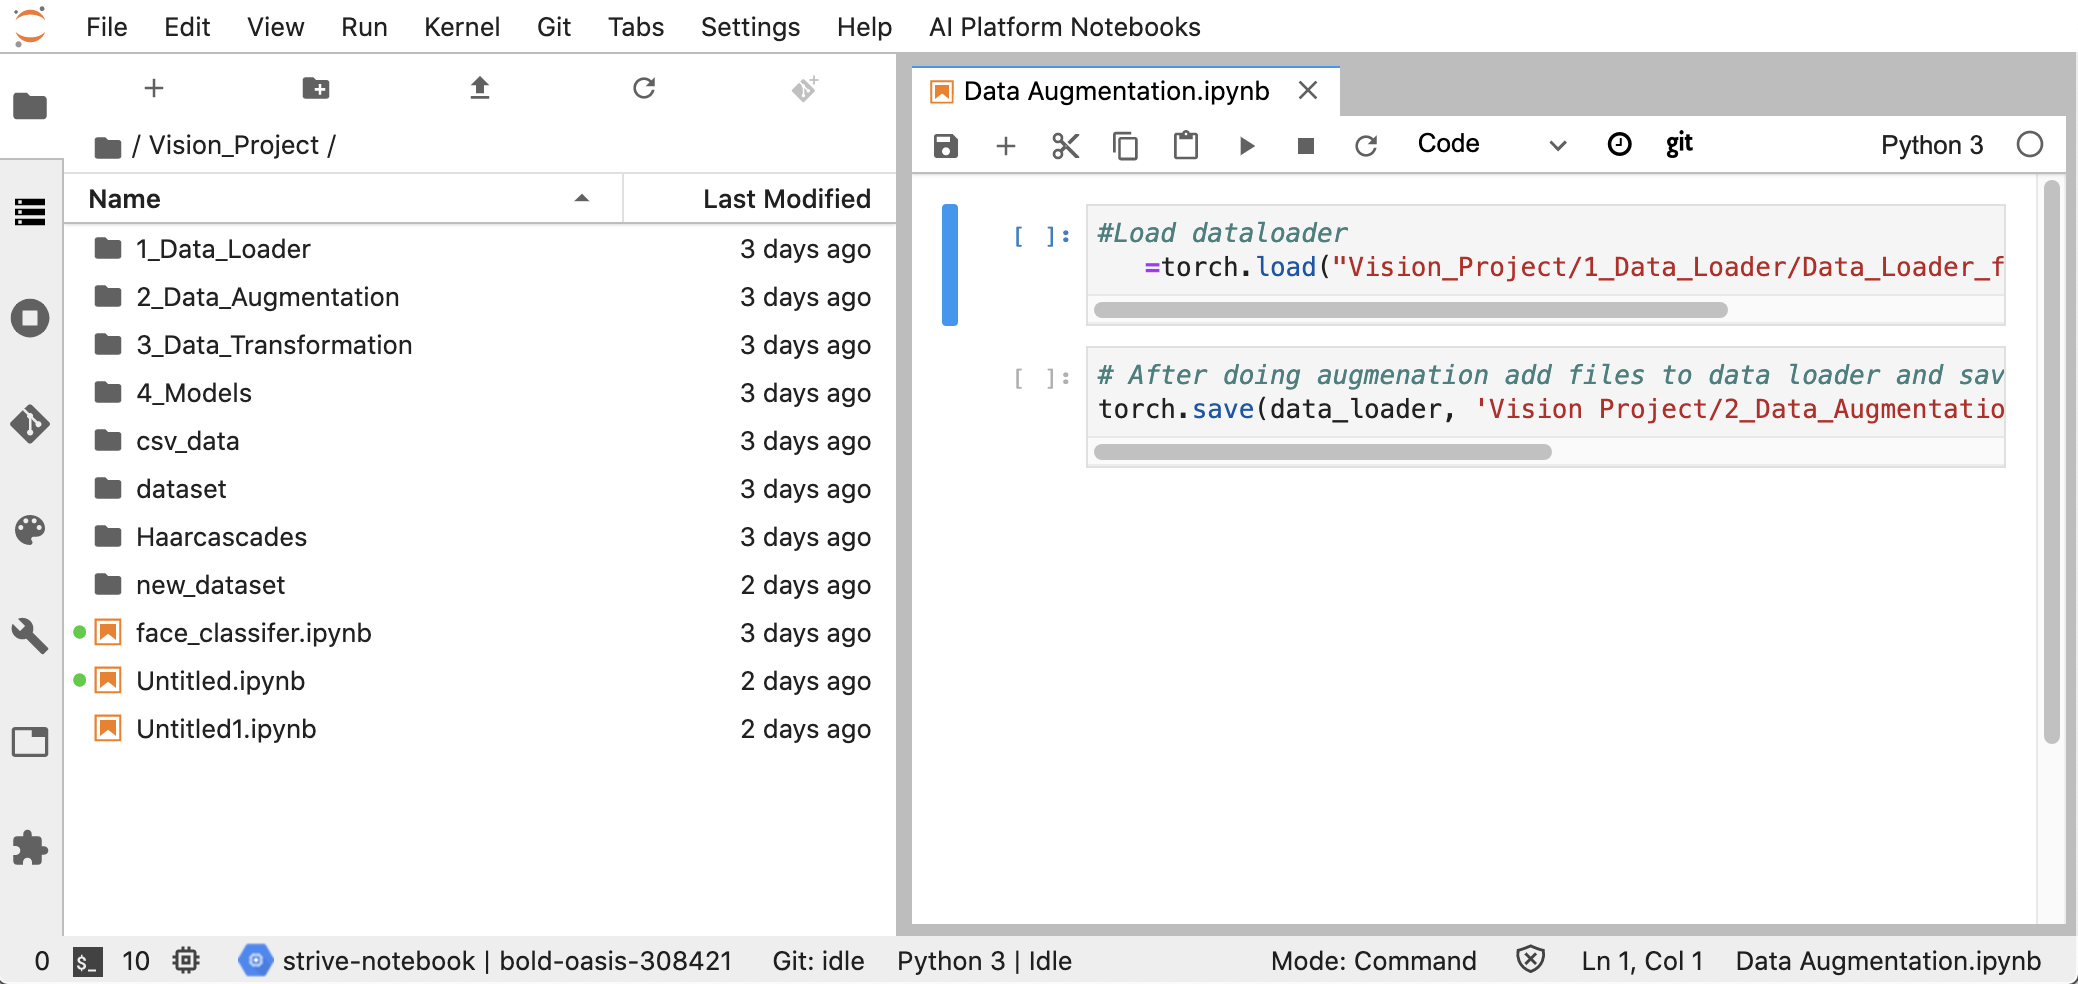 File Edit View Run Kernel Git Tabs Settings Help AI Platform Notebooks
/ Vision_Project /
Name Last Modified
1_Data_Loader 3 days ago
2_Data_Augmentation 3 days ago
3_Data_Transformation 3 days ago
4_Models 3 days ago
csv_data 3 days ago
dataset 3 days ago
Haarcascades 3 days ago
new_dataset 2 days ago
face_classifer.ipynb 3 days ago
Untitled.ipynb 2 days ago
Untitled1.ipynb 2 days ago
Data Augmentation.ipynb
Code git Python 3
[ ]: #Load dataloader
=torch.load("Vision_Project/1_Data_Loader/Data_Loader_f
[ ]: # After doing augmenation add files to data loader and sav
torch.save(data_loader, 'Vision Project/2_Data_Augmentatio
0 $_ 10 strive-notebook | bold-oasis-308421 Git: idle Python 3 | Idle Mode: Command Ln 1, Col 1 Data Augmentation.ipynb